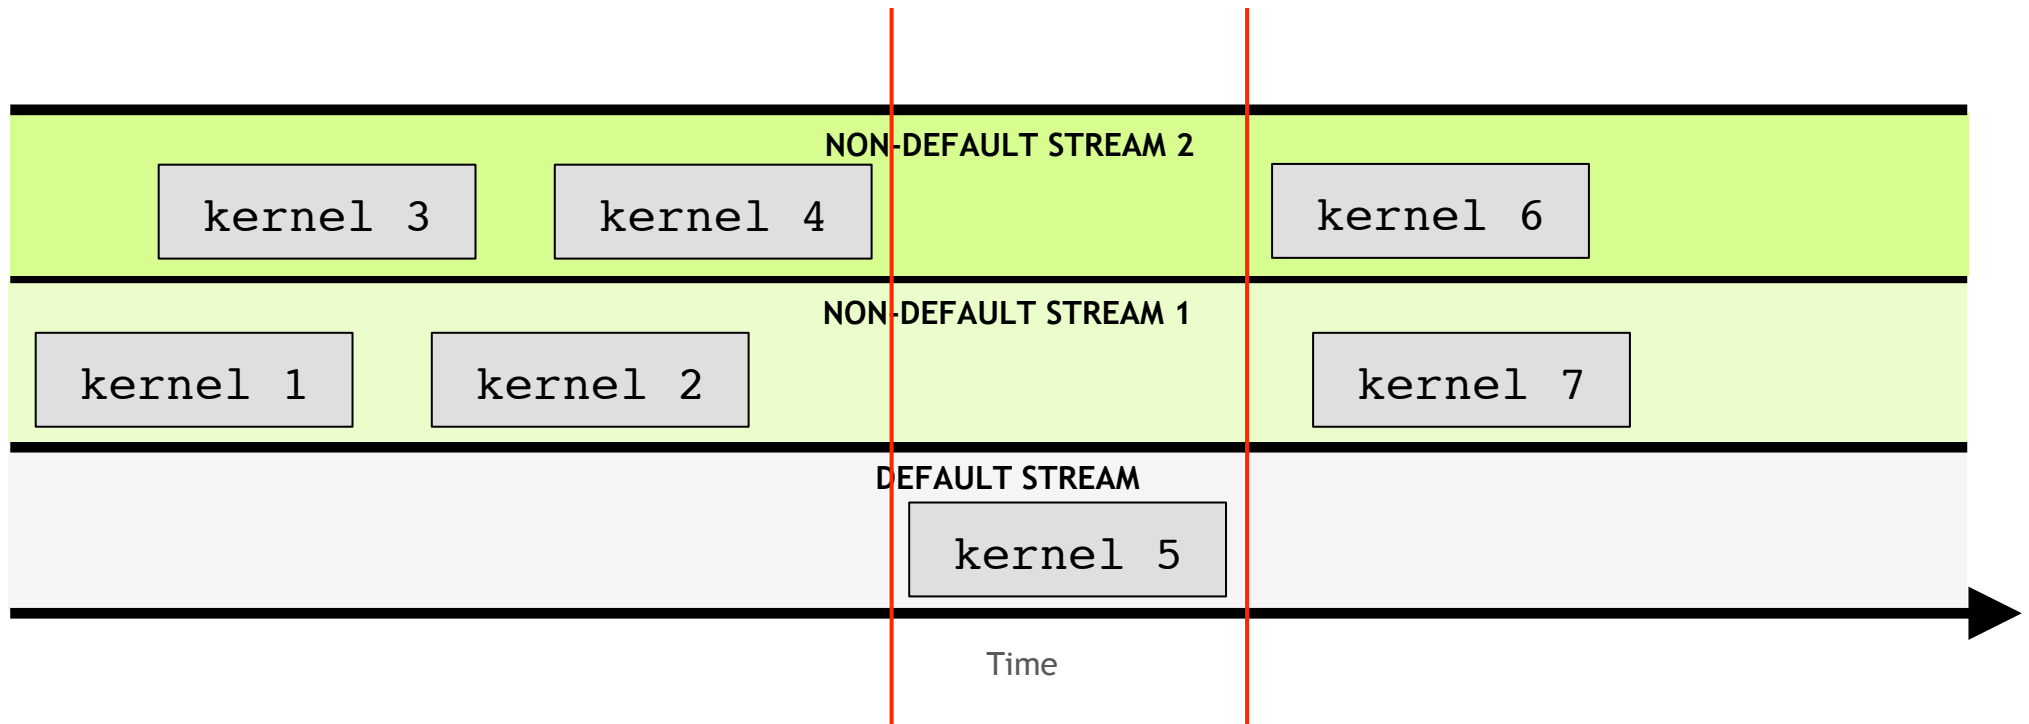 NON-DEFAULT STREAM 2
kernel 3
kernel 4
kernel 6
NON-DEFAULT STREAM 1
kernel 1
kernel 2
kernel 7
DEFAULT STREAM
kernel 5
Time